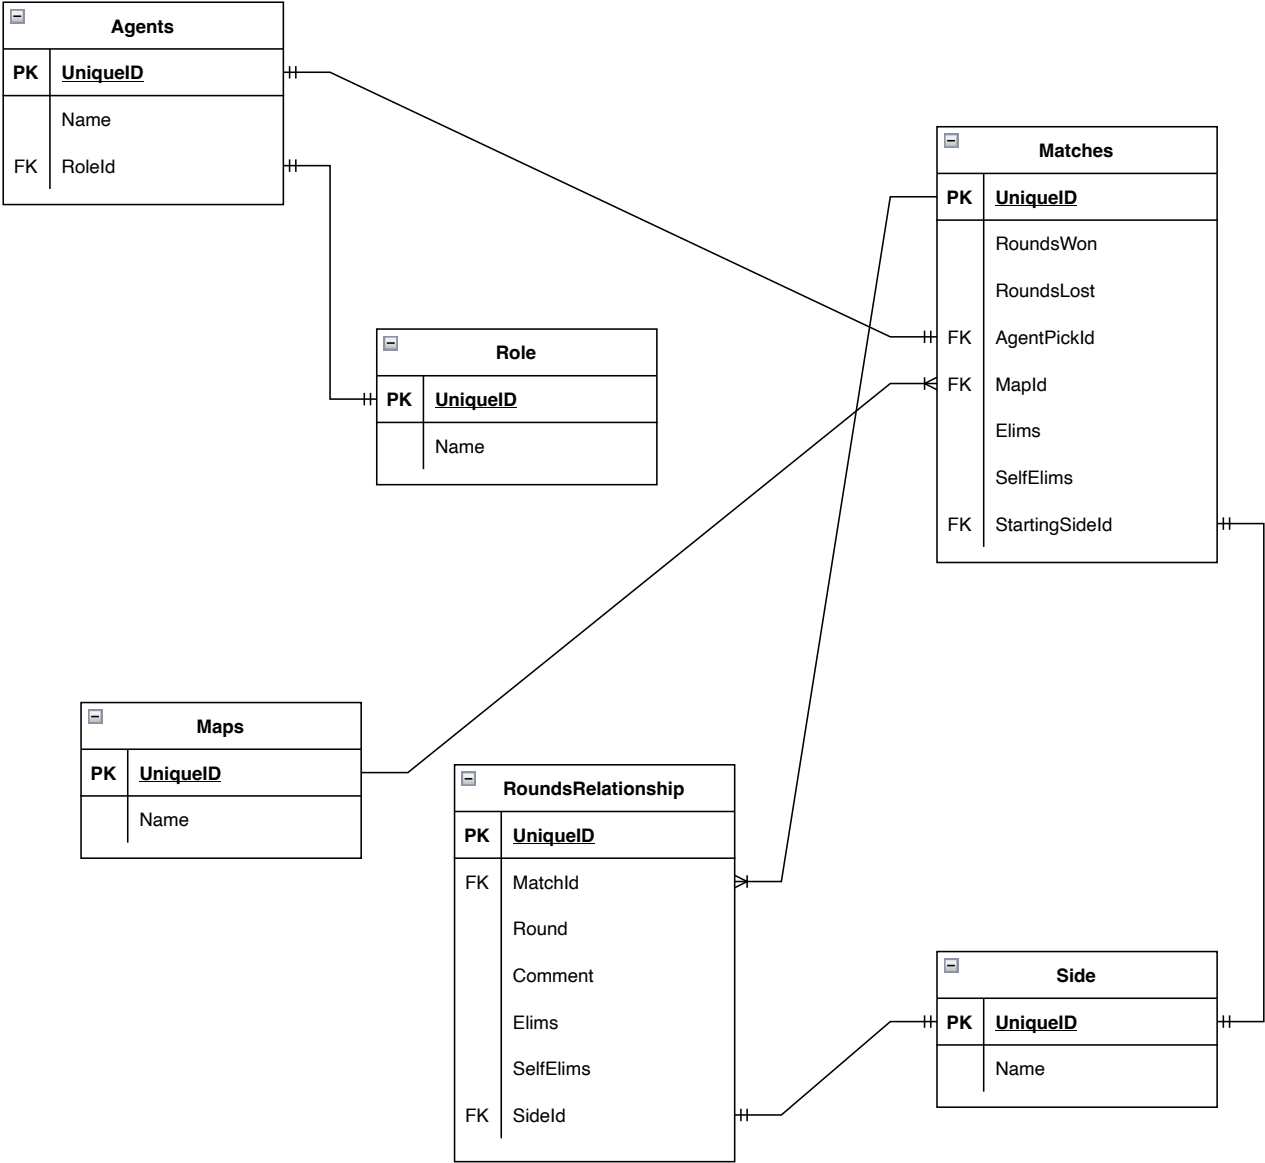 Agents
PK UniqueID
Name
FK RoleId
Matches
PK UniqueID
RoundsWon
RoundsLost
FK AgentPickId
FK MapId
Elims
SelfElims
FK StartingSideId
Role
PK UniqueID
Name
Maps
PK UniqueID
Name
RoundsRelationship
PK UniqueID
FK MatchId
Round
Comment
Elims
SelfElims
FK SideId
Side
PK UniqueID
Name